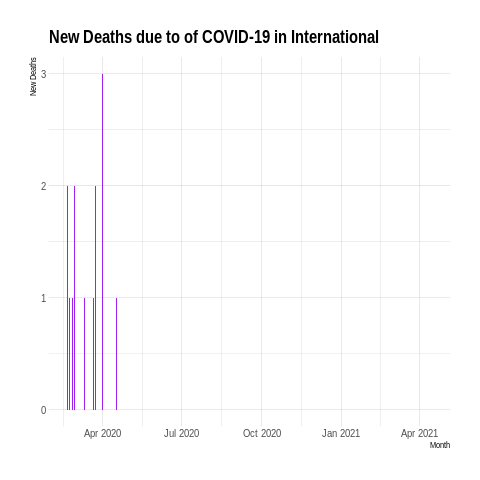 New Deaths due to of COVID-19 in International
New Deaths
3
2
1
0
Apr 2020 Jul 2020 Oct 2020 Jan 2021 Apr 2021
Month